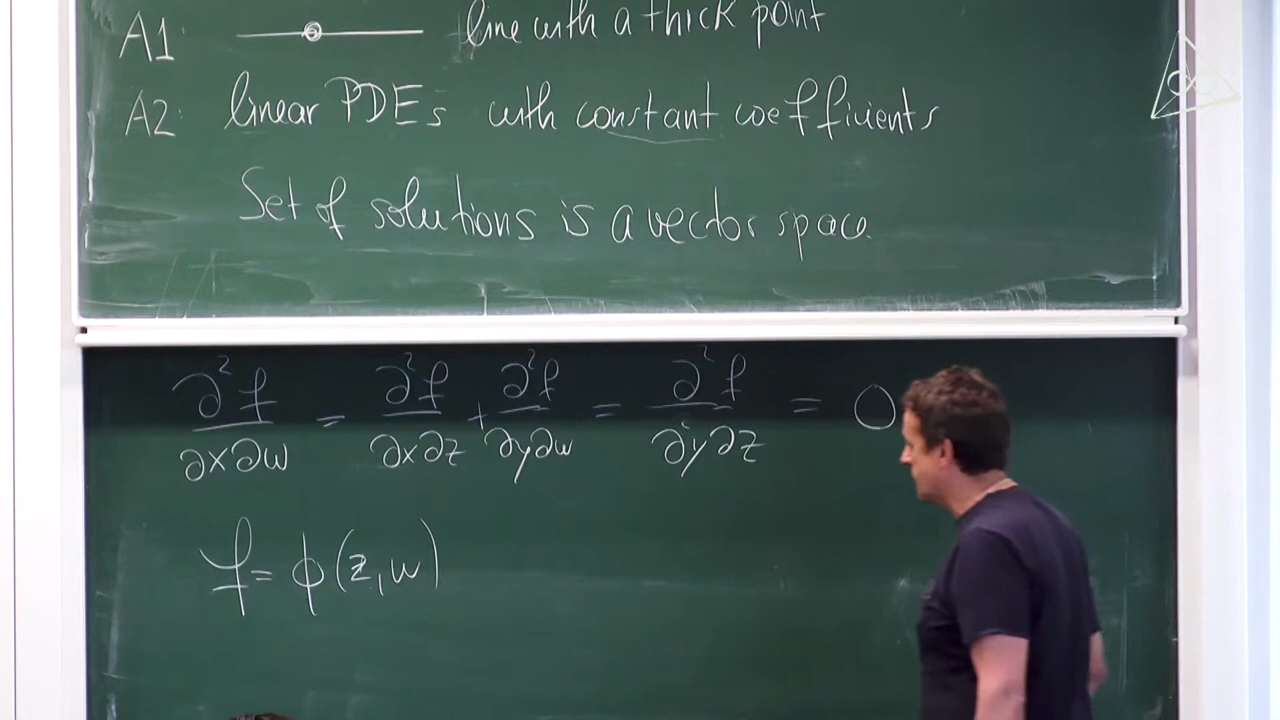 A1: line with a thick point
A2: linear PDEs with constant coefficients
Set of solutions is a vector space
∂²f/∂x∂w = ∂²f/∂x∂z + ∂²f/∂y∂w = ∂²f/∂y∂z = 0
f = ϕ(z,w)